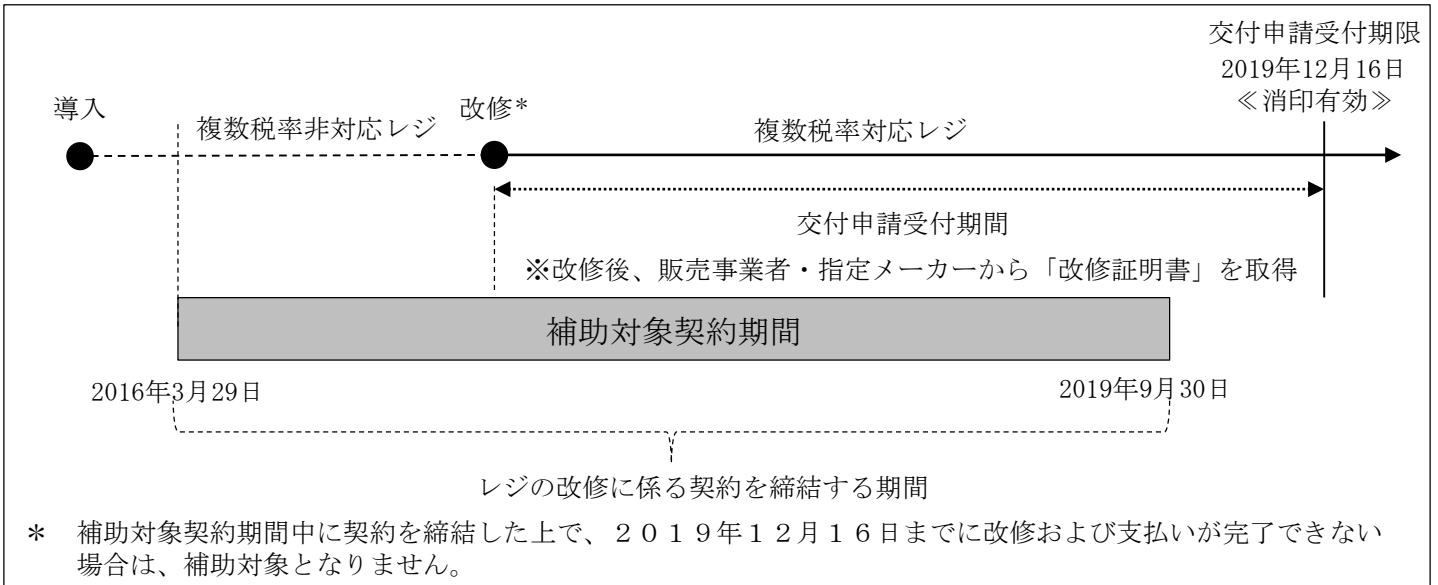 交付申請受付期限
2019年12月16日
≪消印有効≫
導入
複数税率非対応レジ
改修*
複数税率対応レジ
交付申請受付期間
※改修後、販売事業者・指定メーカーから「改修証明書」を取得
補助対象契約期間
2016年3月29日
2019年9月30日
レジの改修に係る契約を締結する期間
* 補助対象契約期間中に契約を締結した上で、2019年12月16日までに改修および支払いが完了できない
場合は、補助対象となりません。